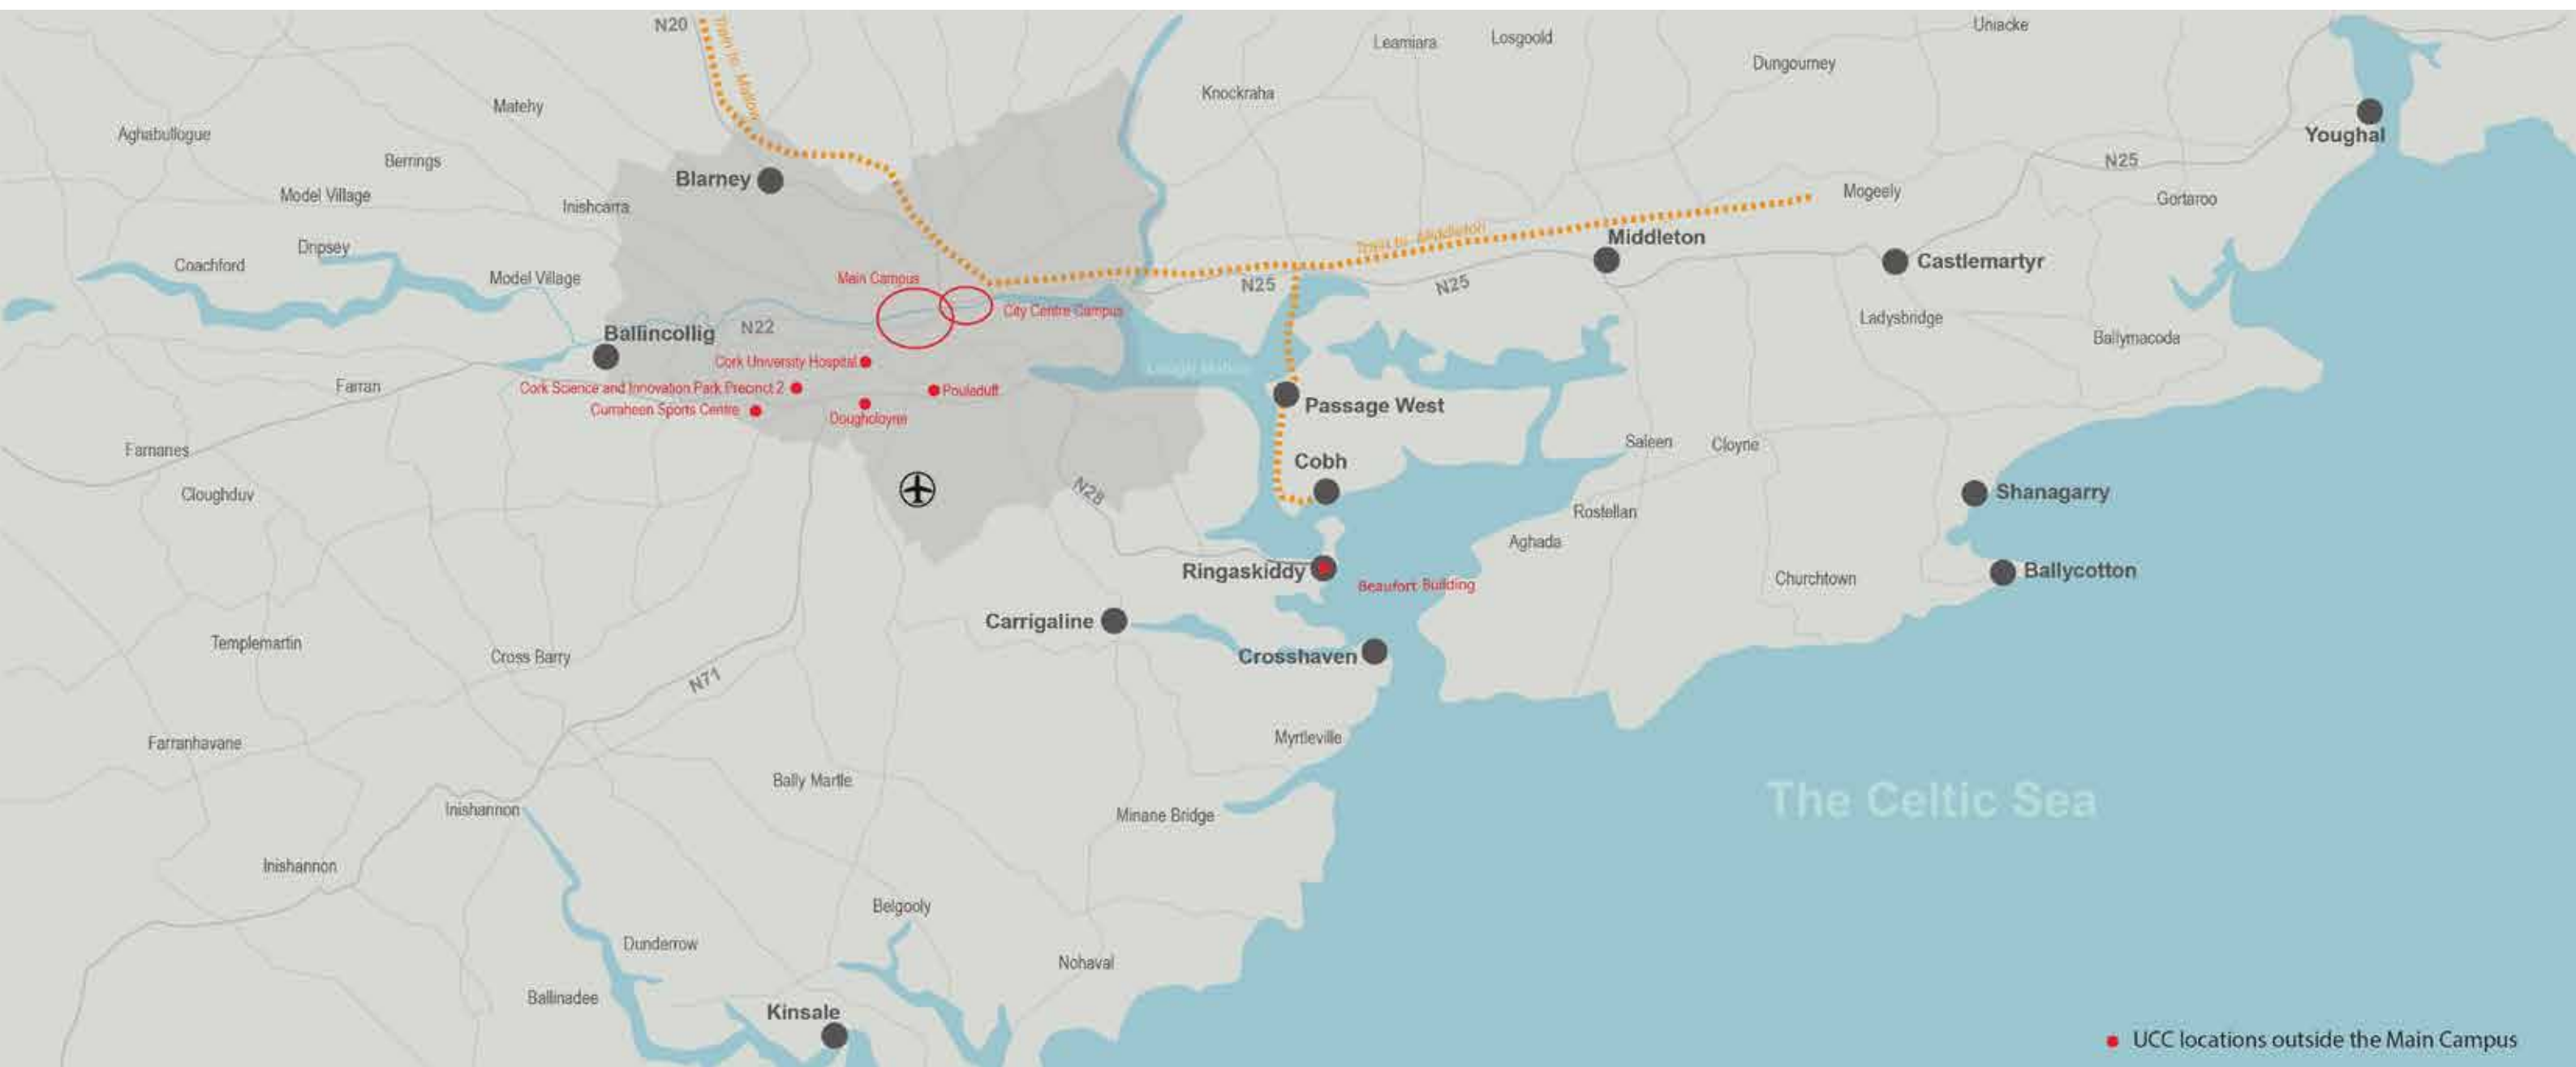 N20
Train to Mallow
Leamiara
Losgoold
Uniacke
Dungourney
Knockraha
Matehy
Aghabullogue
Berrings
Youghal
N25
Blarney
Model Village
Inishcarra
Mogeely
Gortaroo
Dripsey
Train to Middleton
Middleton
Coachford
Model Village
Main Campus
N25
N25
Castlemartyr
City Centre Campus
Ladysbridge
Ballincollig
N22
Ballymacoda
Cork University Hospital
Lough Mahon
Farran
Cork Science and Innovation Park Precinct 2
Pouleduff
Curraheen Sports Centre
Doughcloyne
Passage West
Farnanes
Saleen
Cloyne
Cobh
Cloughduv
N28
Shanagarry
Rostellan
Aghada
Ringaskiddy
Beaufort Building
Churchtown
Ballycotton
Carrigaline
Templemartin
Cross Barry
Crosshaven
N71
Farranhavane
Myrtleville
Bally Martle
The Celtic Sea
Inishannon
Minane Bridge
Inishannon
Belgooly
Dunderrow
Nohaval
Ballinadee
Kinsale
UCC locations outside the Main Campus